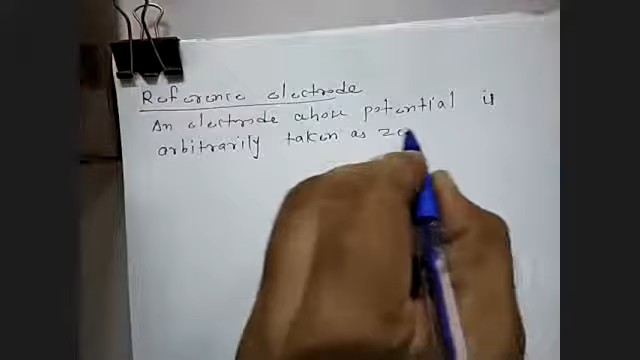 Reference electrode
An electrode whose potential is
arbitrarily taken as ze